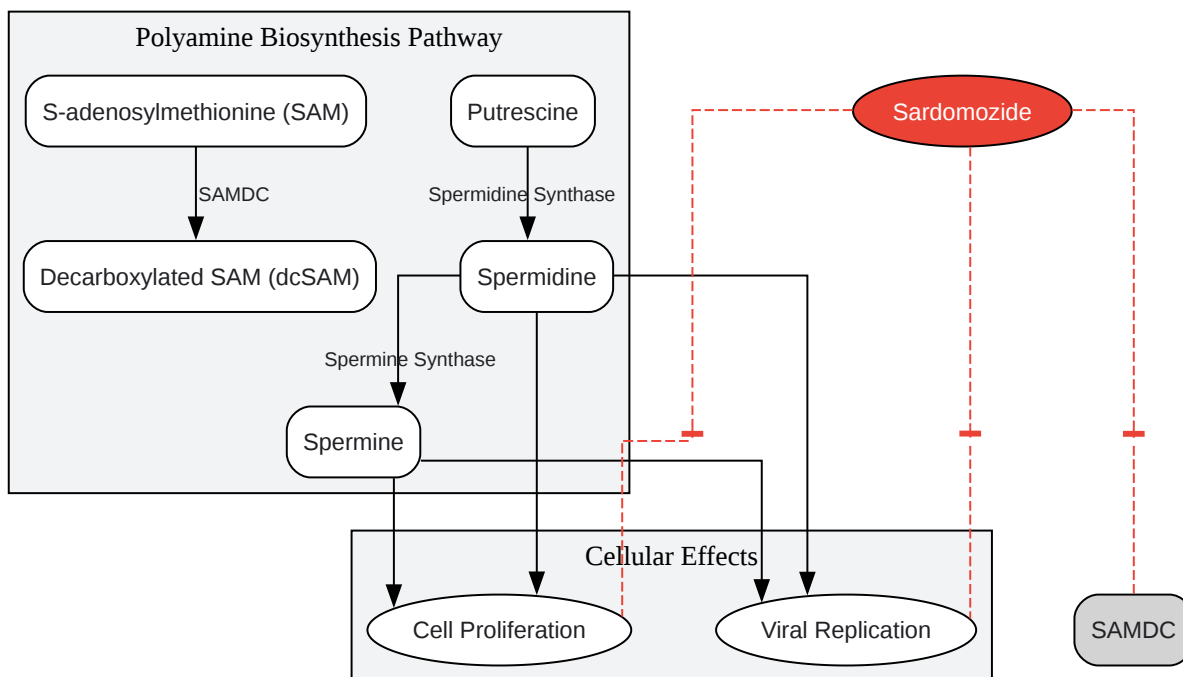 Polyamine Biosynthesis Pathway
S-adenosylmethionine (SAM)
Putrescine
Sardomozide
SAMDC
Spermidine Synthase
Decarboxylated SAM (dcSAM)
Spermidine
Spermine Synthase
Spermine
Cellular Effects
Cell Proliferation
Viral Replication
SAMDC